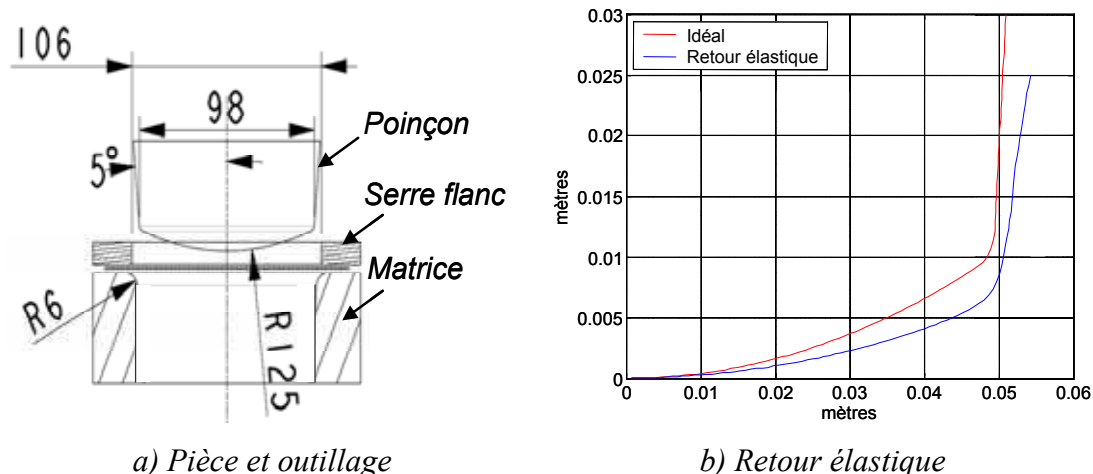 106
98
Poinçon
5°
Serre flanc
Matrice
R6
R125
a) Pièce et outillage
0.03
Idéal
Retour élastique
0.025
0.02
mètres
0.015
0.01
0.005
0
0 0.01 0.02 0.03 0.04 0.05 0.06
mètres
b) Retour élastique